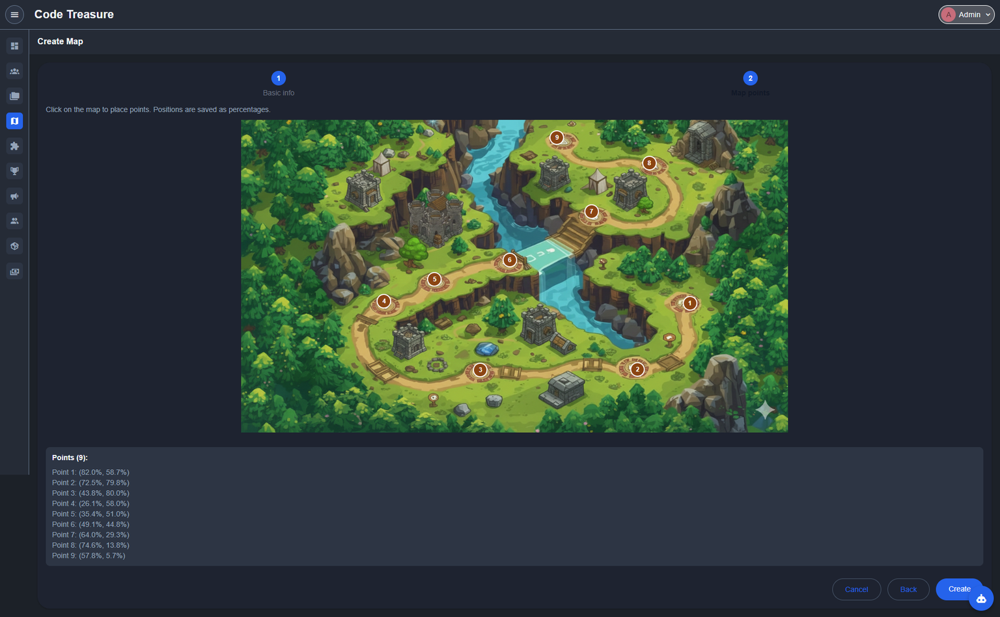 Code Treasure
A Admin
Create Map
1
Basic info
2
Map points
Click on the map to place points. Positions are saved as percentages.
9
8
7
6
5
4
1
3
2
Points (9):
Point 1: (82.0%, 58.7%)
Point 2: (72.5%, 79.8%)
Point 3: (43.8%, 80.0%)
Point 4: (26.1%, 58.0%)
Point 5: (35.4%, 51.0%)
Point 6: (49.1%, 44.8%)
Point 7: (64.0%, 29.3%)
Point 8: (74.6%, 13.8%)
Point 9: (57.8%, 5.7%)
Cancel
Back
Create